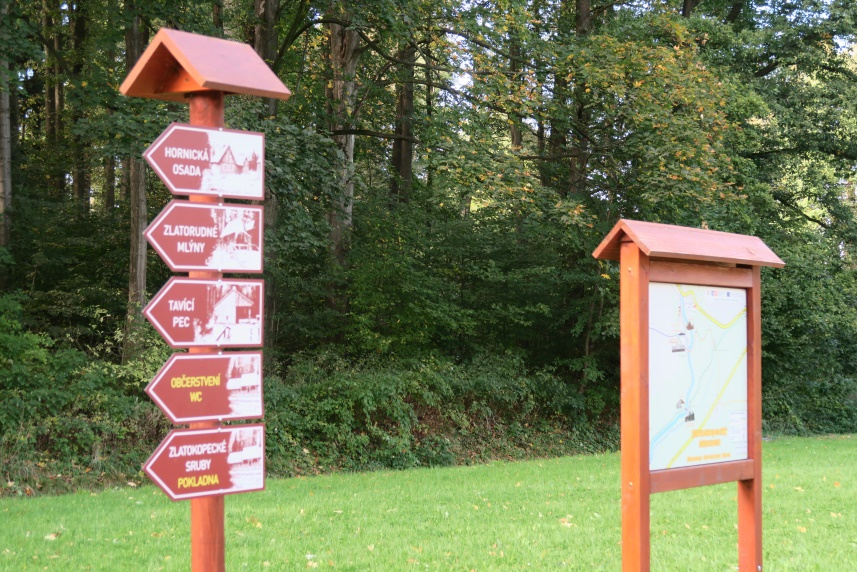 HORNICKÁ
OSADA
ZLATORUDNÉ
MLÝNY
TAVÍCÍ
PEC
OBČERSTVENÍ
WC
ZLATOKOPECKÉ
SRUBY
POKLADNA